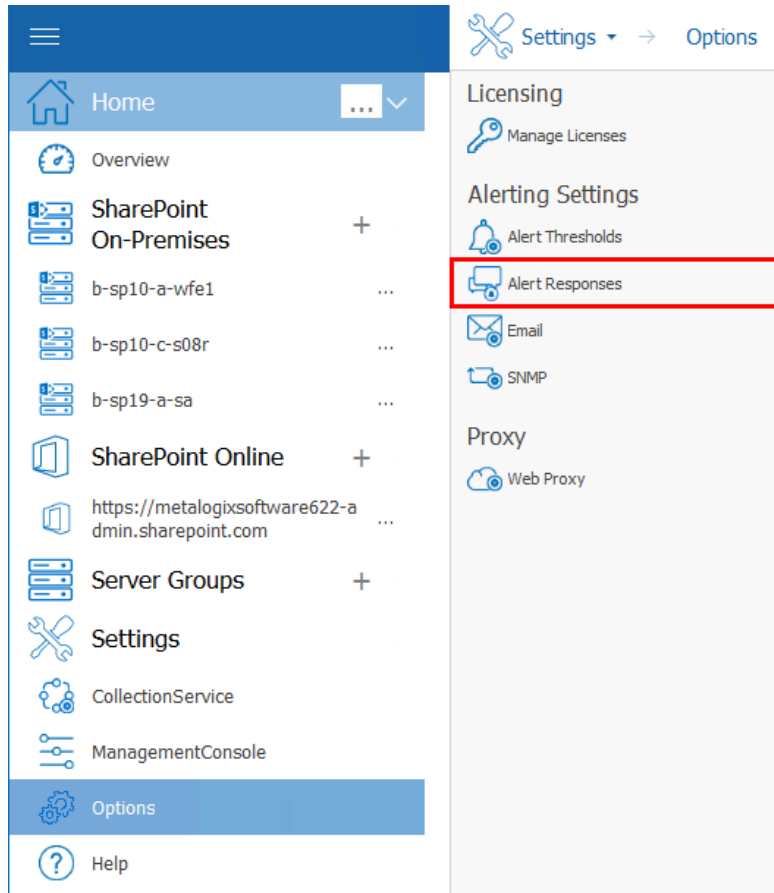 Home
...
Overview
SharePoint
On-Premises
+
b-sp10-a-wfe1
...
b-sp10-c-s08r
...
b-sp19-a-sa
...
SharePoint Online
+
https://metalogixsoftware622-a
dmin.sharepoint.com
...
Server Groups
+
Settings
CollectionService
ManagementConsole
Options
Help
Settings → Options
Licensing
Manage Licenses
Alerting Settings
Alert Thresholds
Alert Responses
Email
SNMP
Proxy
Web Proxy